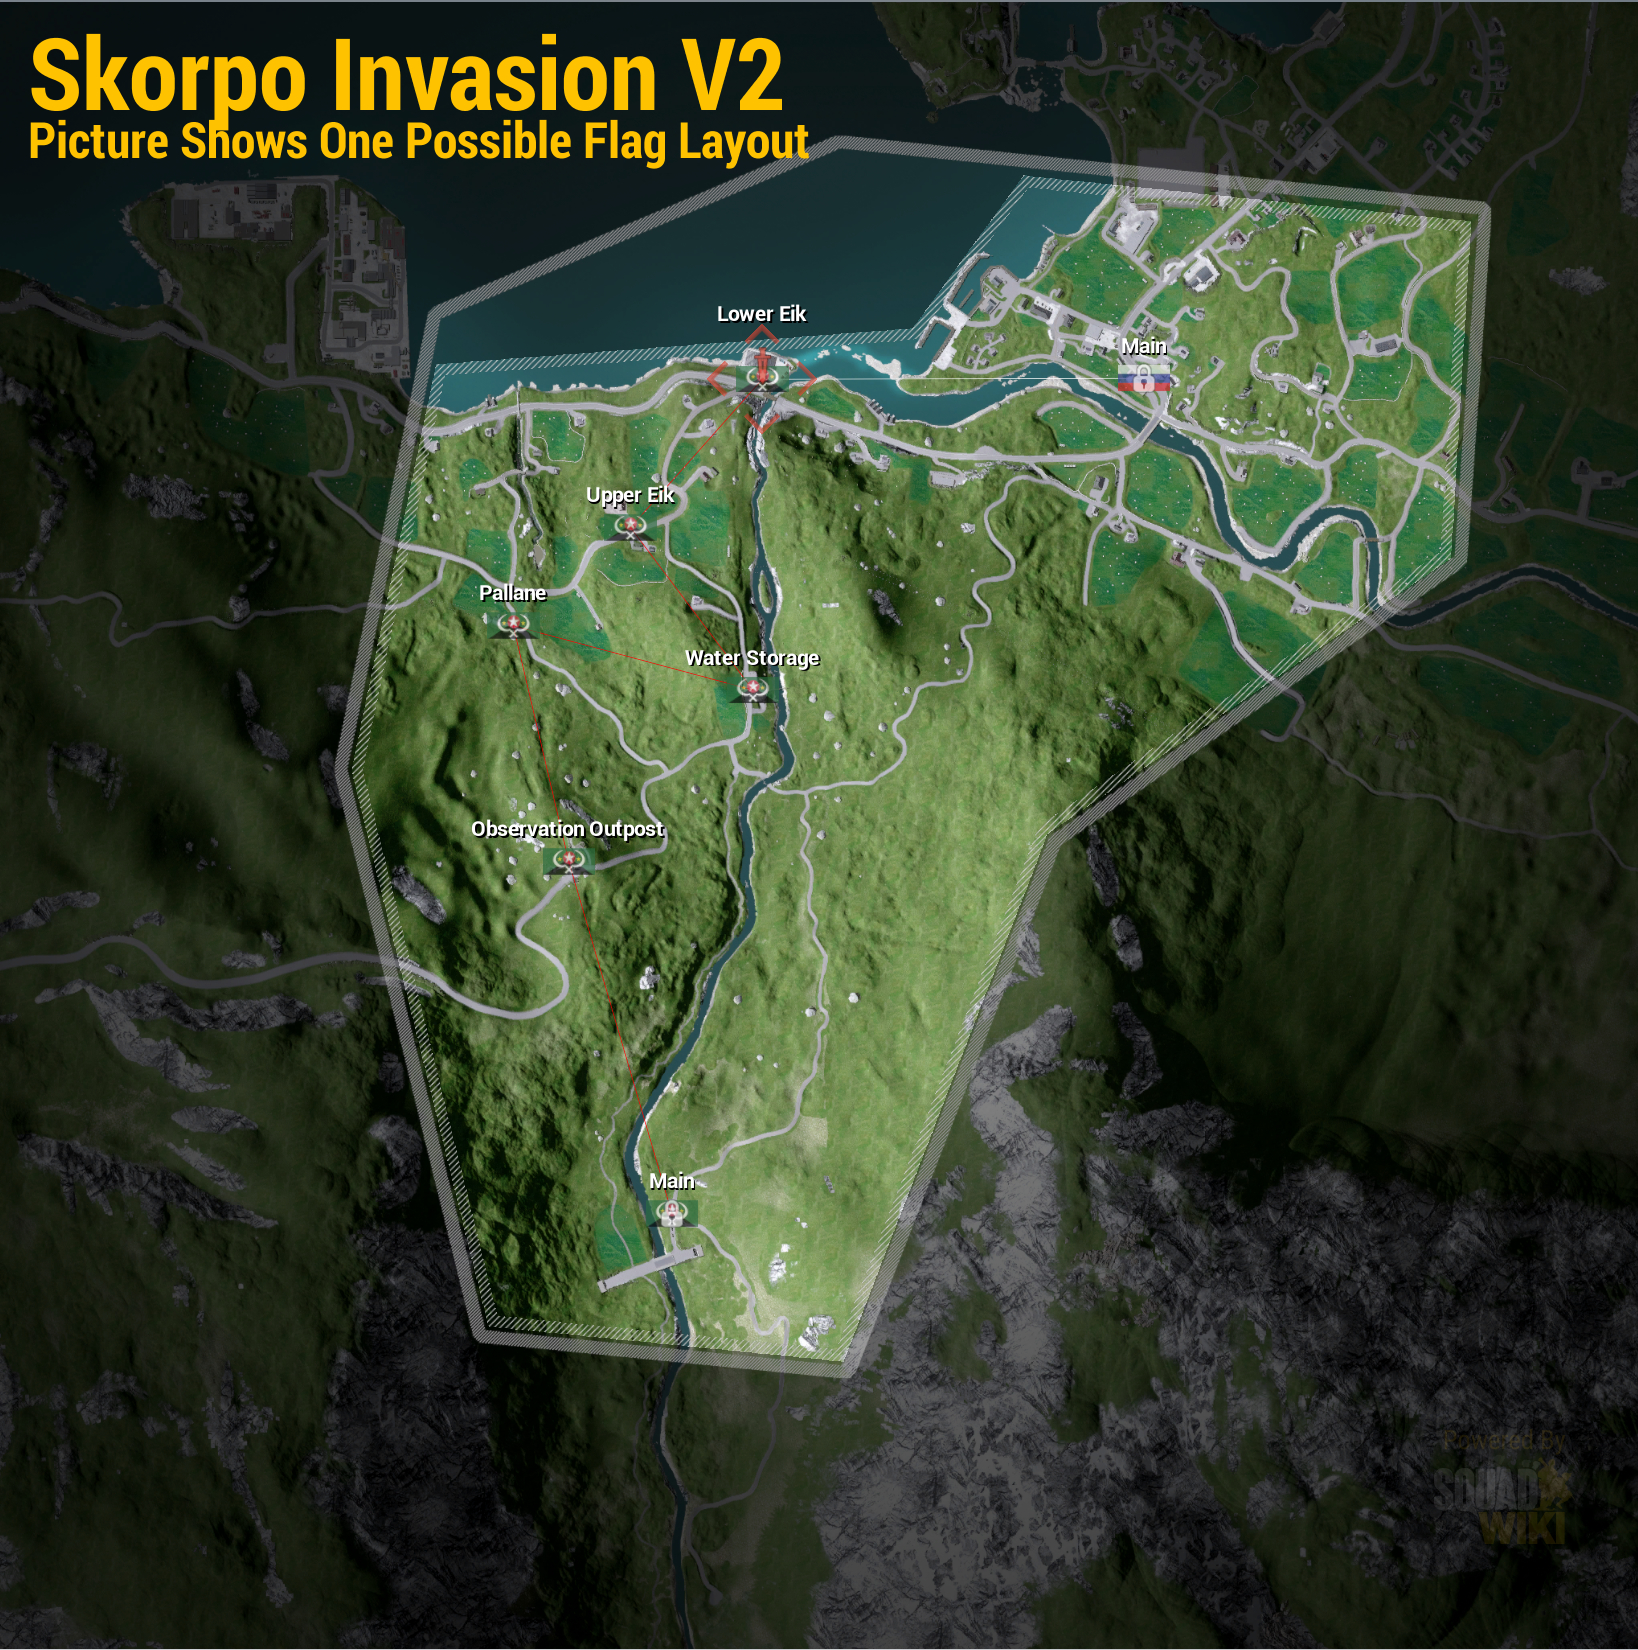 Skorpo Invasion V2
Picture Shows One Possible Flag Layout
Lower Eik
Main
Upper Eik
Pallane
Water Storage
Observation Outpost
Main
Powered By
SQUAD
WIKI